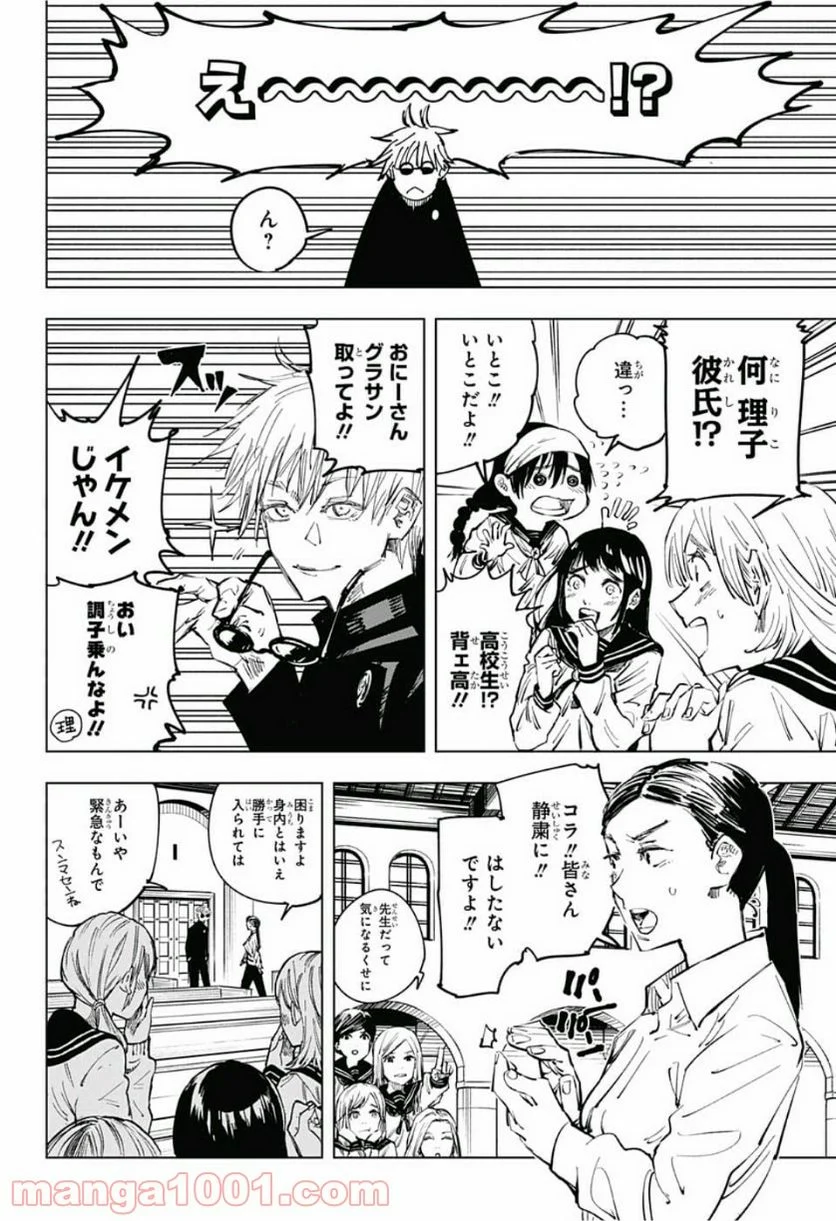 え〜〜〜〜〜〜〜〜〜〜!?
ん?
何 理子
彼氏!?
違っ…
いとこ!!
いとこだよ!!
高校生!?
背ェ高!!
おにーさん
グラサン
取ってよ!!
ズッ
イケメン
じゃん!!
おい
調子乗んなよ!!
理
コラ!!皆さん
静粛に!!
はしたない
ですよ!!
パン
パン
先生だって
気になるくせに
困りますよ
身内とはいえ
勝手に
入られては
あーいや
緊急なもんで
スンマセンね
manga1001.com